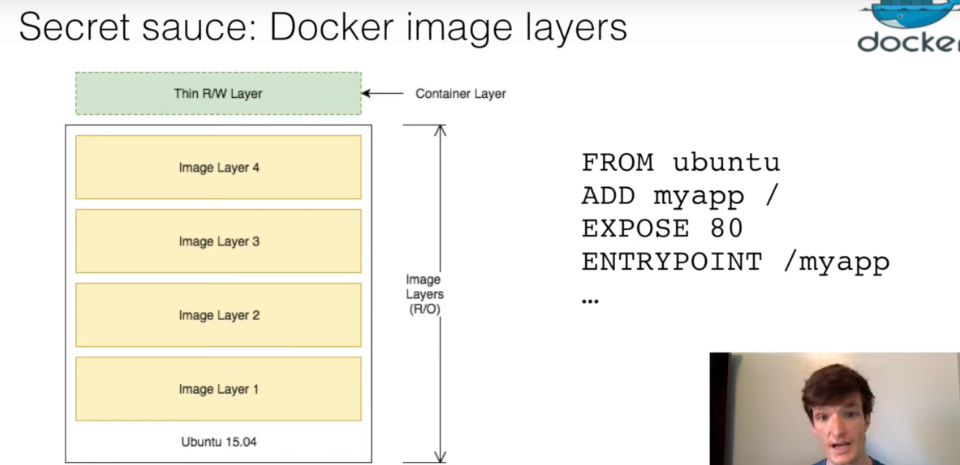 Secret sauce: Docker image layers
docker
Thin R/W Layer
Container Layer
Image Layer 4
Image Layer 3
Image Layer 2
Image Layer 1
Ubuntu 15.04
Image
Layers
(R/O)
FROM ubuntu
ADD myapp /
EXPOSE 80
ENTRYPOINT /myapp
…